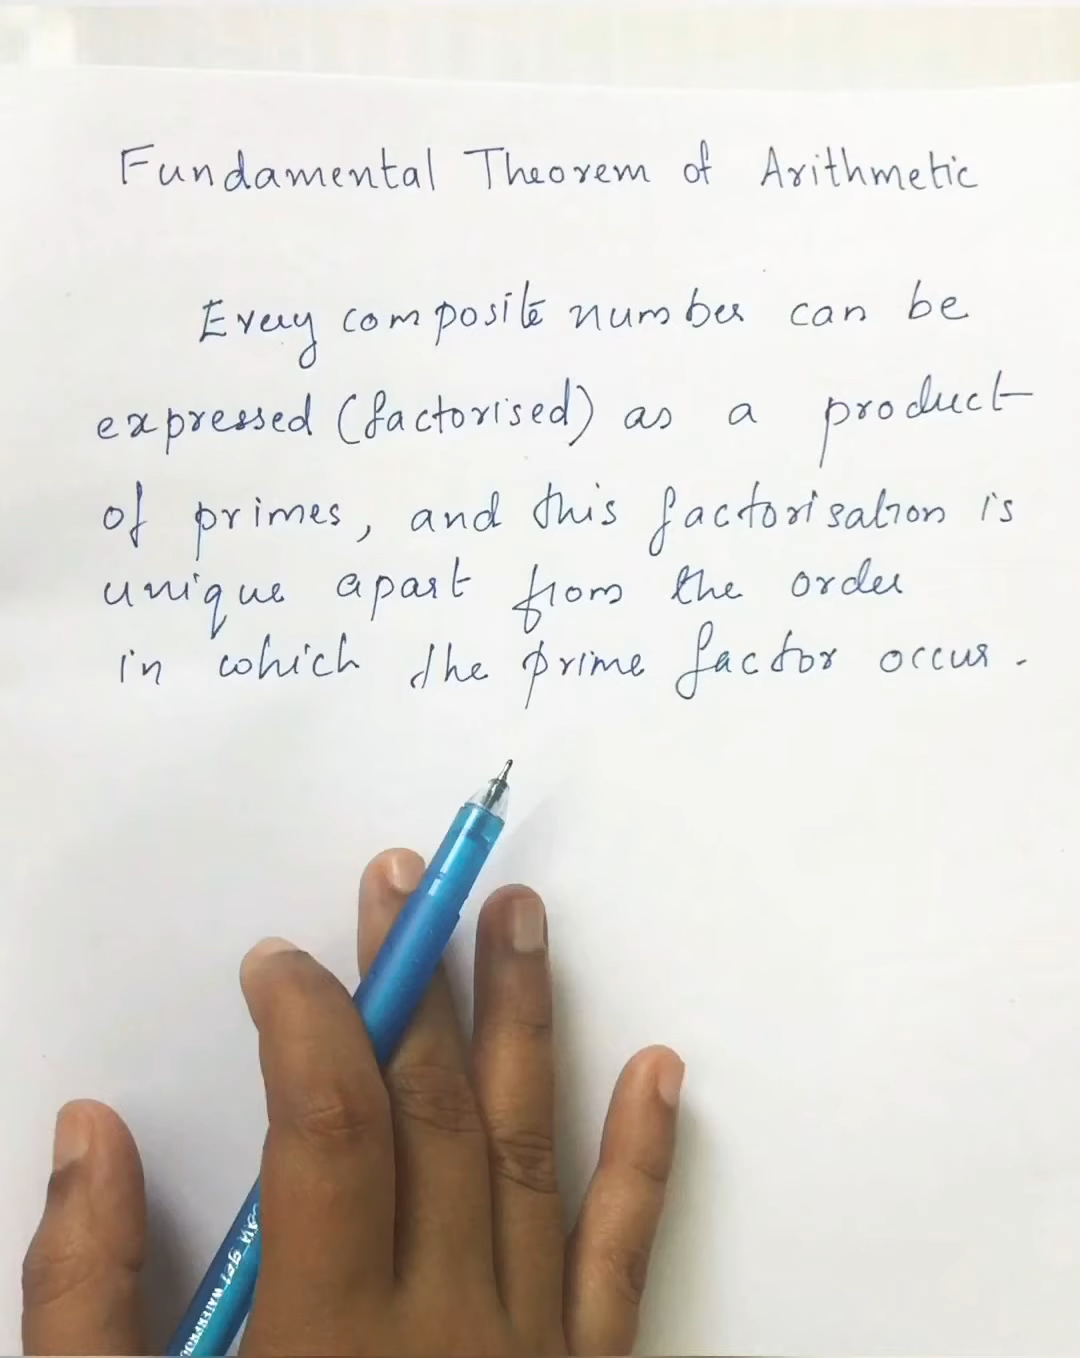 Fundamental Theorem of Arithmetic
Every composite number can be
expressed (factorised) as a product
of primes, and this factorisation is
unique apart from the order
in which the prime factor occur.